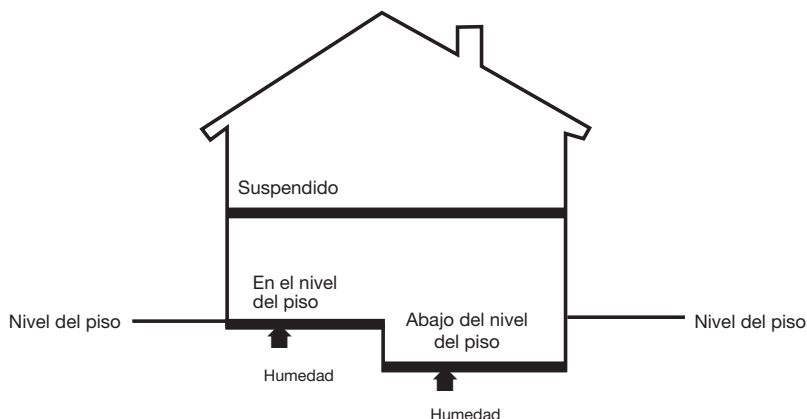 Suspendido
En el nivel
del piso
Nivel del piso
Abajo del nivel
del piso
Nivel del piso
Humedad
Humedad